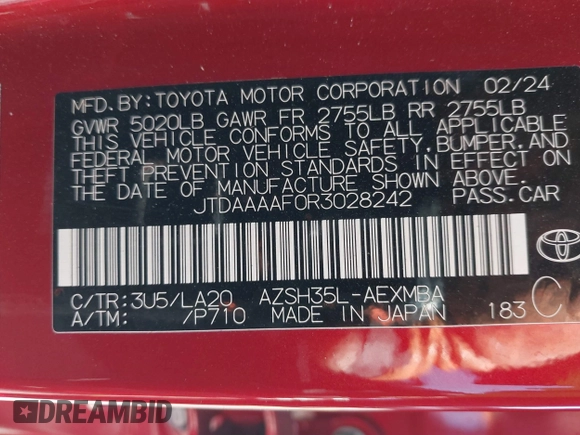 MFD. BY: TOYOTA MOTOR CORPORATION 02/24
GVWR 5020LB GAWR FR 2755LB RR 2755LB
THIS VEHICLE CONFORMS TO ALL APPLICABLE
FEDERAL MOTOR VEHICLE SAFETY, BUMPER, AND
THEFT PREVENTION STANDARDS IN EFFECT ON
THE DATE OF MANUFACTURE SHOWN ABOVE.
JTDAAAAF0R3028242 PASS. CAR
C/TR: 3U5/LA20 AZSH35L-AEXMBA
A/TM: /P710 MADE IN JAPAN 183 C
DREAMBID